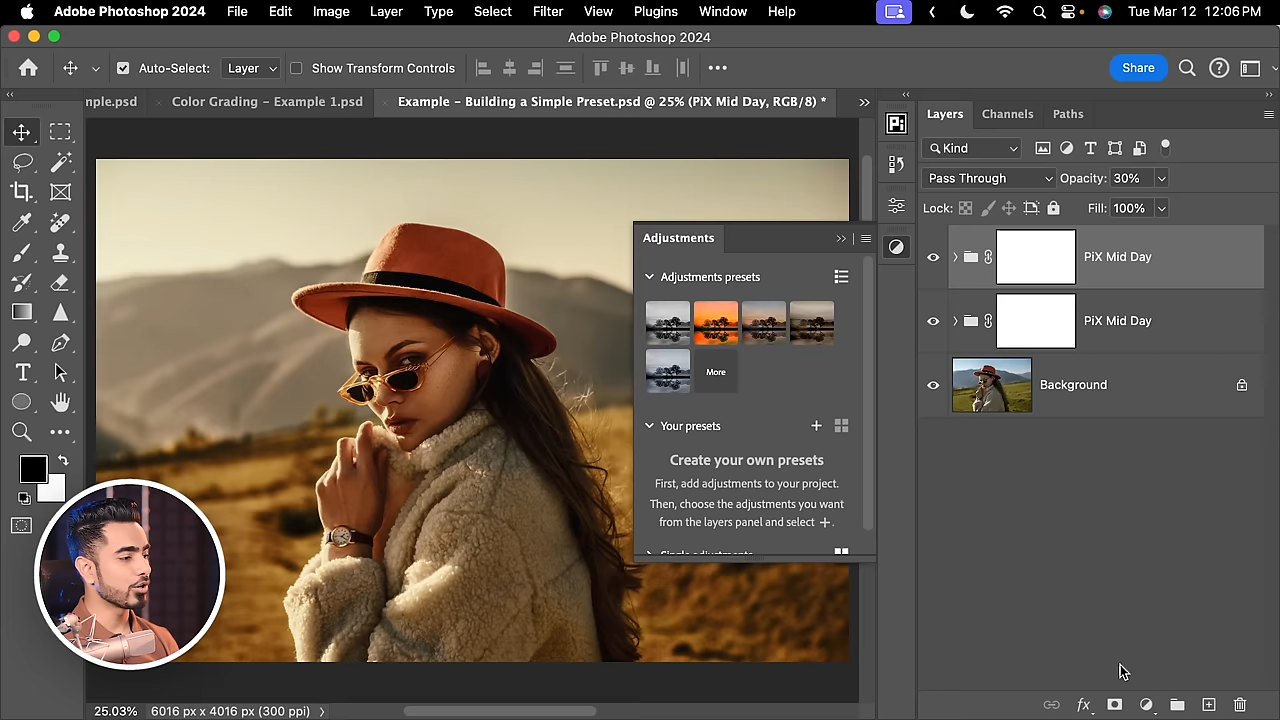 Adobe Photoshop 2024 File Edit Image Layer Type Select Filter View Plugins Window Help Tue Mar 12 12:06 PM
Adobe Photoshop 2024
Auto-Select: Layer Show Transform Controls Share
mple.psd Color Grading – Example 1.psd Example – Building a Simple Preset.psd @ 25% (PiX Mid Day, RGB/8) *
Pi
Layers Channels Paths
Kind
Pass Through Opacity: 30%
Lock: Fill: 100%
PiX Mid Day
PiX Mid Day
Background
Adjustments
Adjustments presets
More
Your presets
Create your own presets
First, add adjustments to your project.
Then, choose the adjustments you want
from the layers panel and select +.
Single adjustments
25.03% 6016 px x 4016 px (300 ppi)
fx